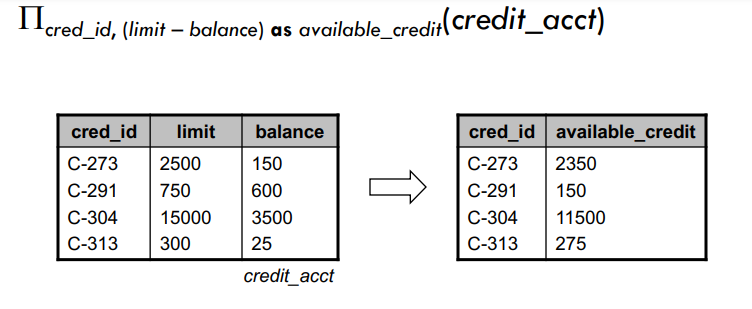 Πcred_id, (limit – balance) as available_credit(credit_acct)
cred_id limit balance
C-273 2500 150
C-291 750 600
C-304 15000 3500
C-313 300 25
credit_acct
cred_id available_credit
C-273 2350
C-291 150
C-304 11500
C-313 275